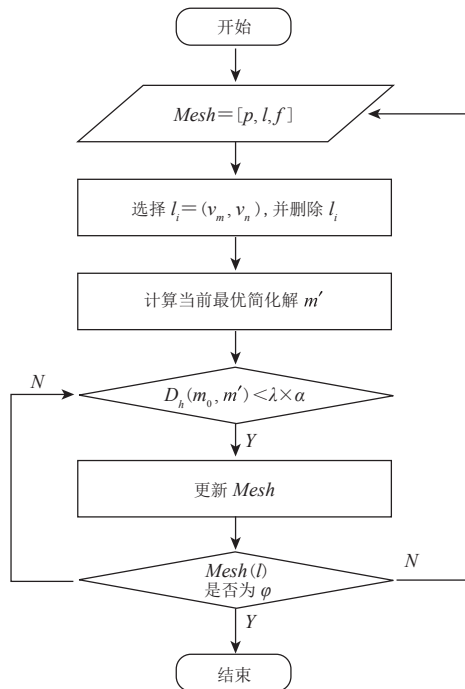 开始
Mesh=[p, l, f]
选择 l_i=(v_m, v_n), 并删除 l_i
计算当前最优简化解 m′
N
D_h(m_0, m′)<λ×α
Y
更新 Mesh
Mesh(l)
是否为 φ
N
Y
结束